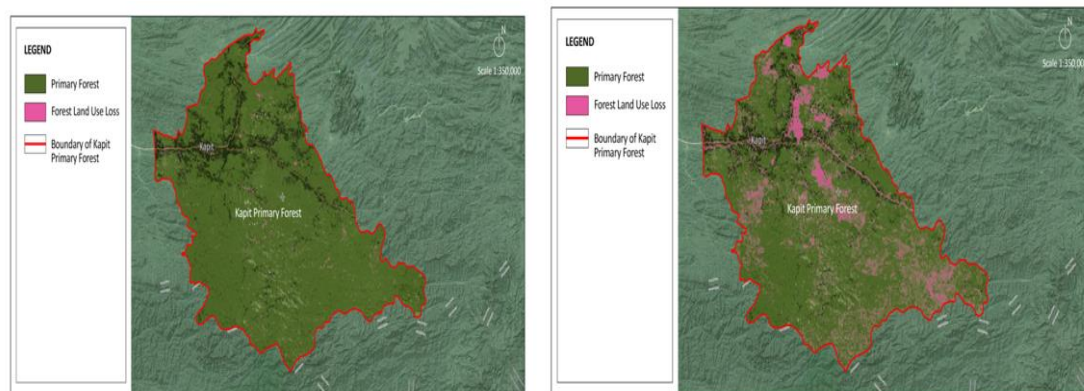 LEGEND
Primary Forest
Forest Land Use Loss
Boundary of Kapit
Primary Forest
N
Scale 1:350,000
Kapit
Kapit Primary Forest
LEGEND
Primary Forest
Forest Land Use Loss
Boundary of Kapit
Primary Forest
N
Scale 1:350,000
Kapit
Kapit Primary Forest